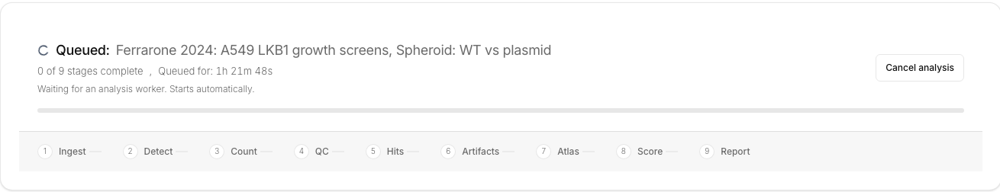 Queued: Ferrarone 2024: A549 LKB1 growth screens, Spheroid: WT vs plasmid
0 of 9 stages complete , Queued for: 1h 21m 48s
Waiting for an analysis worker. Starts automatically.
Cancel analysis
1 Ingest 2 Detect 3 Count 4 QC 5 Hits 6 Artifacts 7 Atlas 8 Score 9 Report